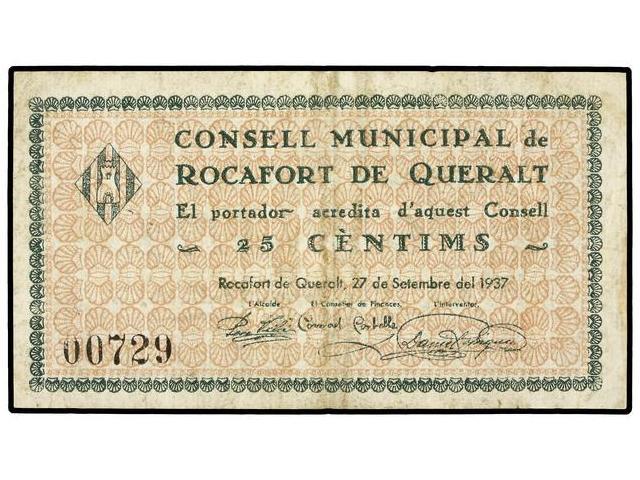 CONSELL MUNICIPAL de
ROCAFORT DE QUERALT
El portador acredita d'aquest Consell
25 CÈNTIMS
Rocafort de Queralt, 27 de Setembre del 1937
L'Alcalde El Conseller de Finances, L'Interventor,
00729